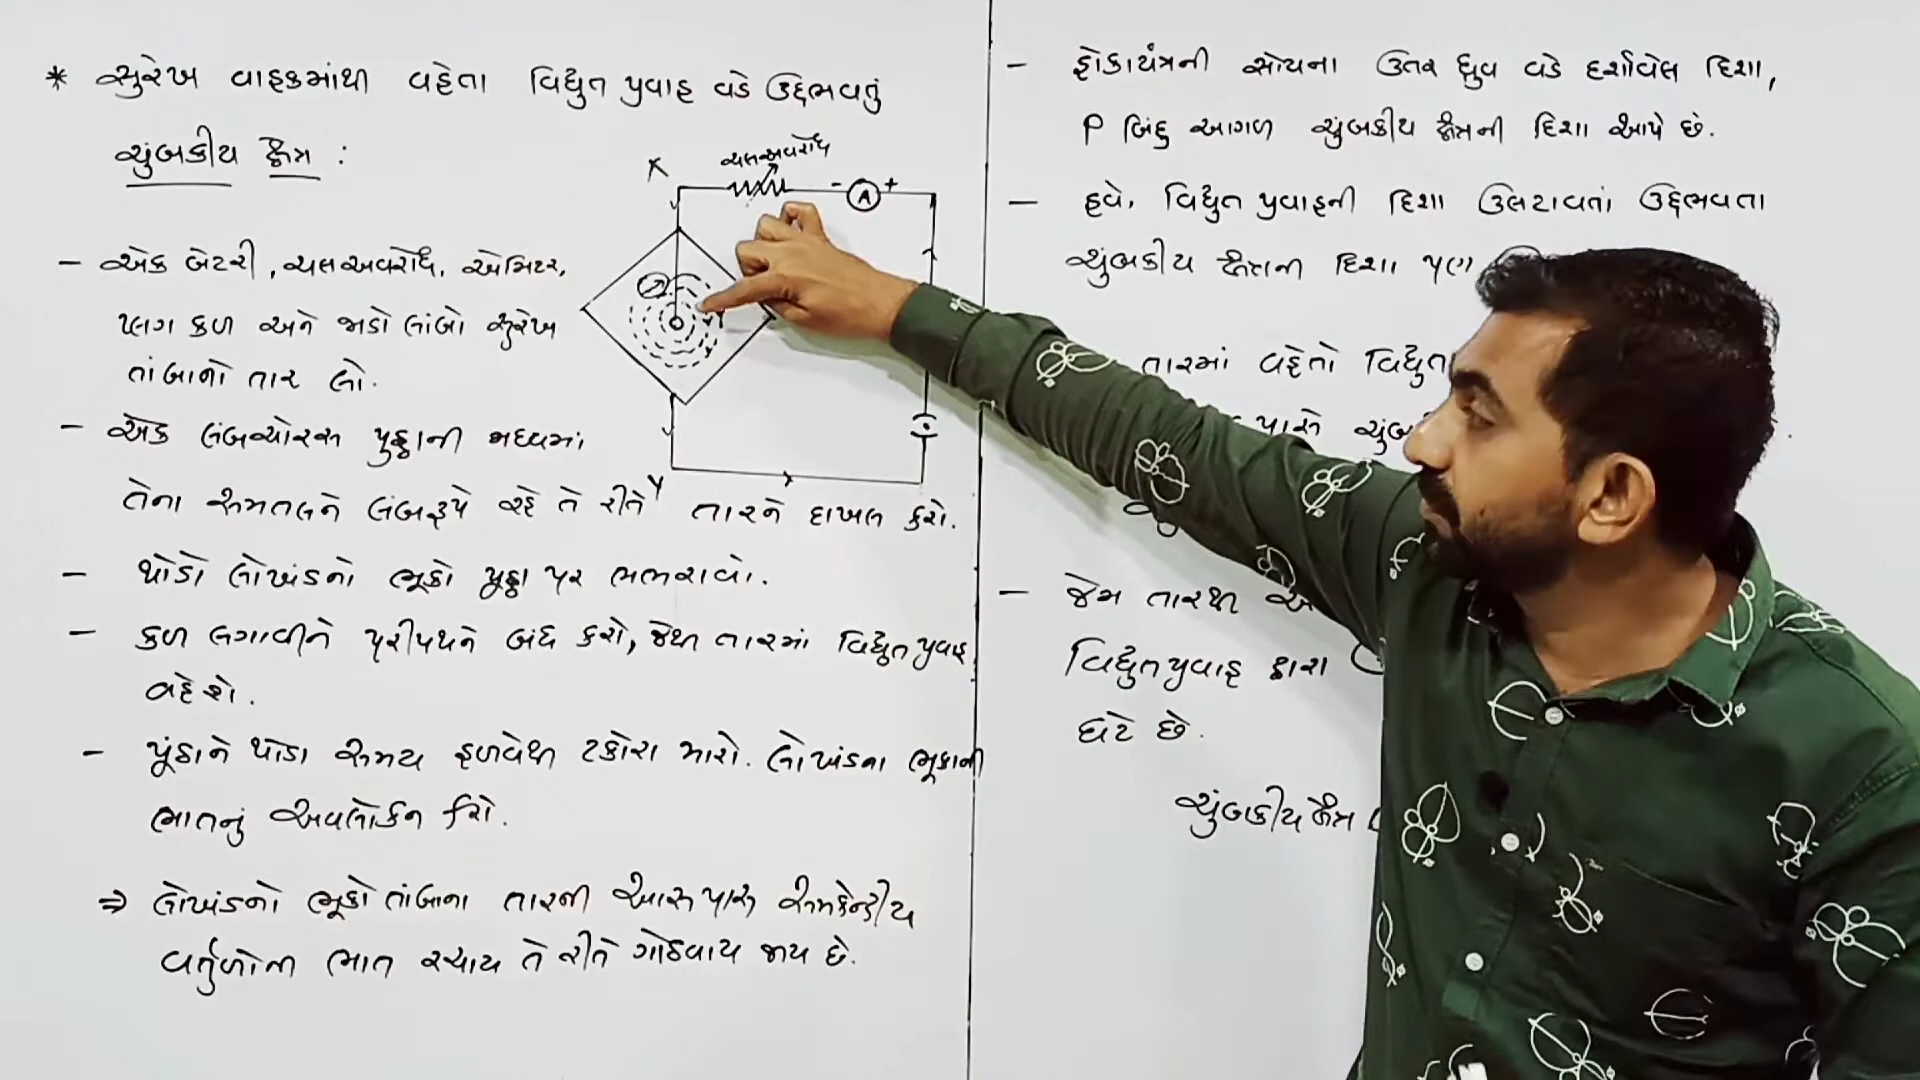 * સુરેખ વાહકમાંથી વહેતા વિદ્યુત પ્રવાહ વડે ઉદ્દભવતું
ચુંબકીય ક્ષેત્ર :
X
ચલઅવરોધ
- A +
- એક બેટરી, ચલઅવરોધ, એમિટર,
પ્લગ કળ અને જાડો લાંબો સુરેખ
તાંબાનો તાર લો.
- એક લંબચોરસ પુઠ્ઠાની મધ્યમાં
તેના સમતલને લંબરૂપે રહે તે રીતે તારને દાખલ કરો.
Y
- થોડો લોખંડનો ભૂકો પુઠ્ઠા પર ભભરાવો.
- કળ લગાવીને પરીપથને બંધ કરો, જેથી તારમાં વિદ્યુતપ્રવાહ
વહેશે.
- પૂંઠાને થોડા સમય હળવેથી ટકોરા મારો. લોખંડના ભૂકાની
ભાતનું અવલોકન કરો.
⇒ લોખંડનો ભૂકો તાંબાના તારની આસપાસ સમકેન્દ્રીય
વર્તુળોની ભાત રચાય તે રીતે ગોઠવાય જાય છે.
- હોકાયંત્રની સોયના ઉત્તર ધ્રુવ વડે દર્શાવેલ દિશા,
P બિંદુ આગળ ચુંબકીય ક્ષેત્રની દિશા આપે છે.
- હવે, વિદ્યુત પ્રવાહની દિશા ઉલટાવતાં ઉદ્દભવતા
ચુંબકીય ક્ષેત્રની દિશા પણ
તારમાં વહેતો
- જેમ તારથી
વિદ્યુતપ્રવાહ દ્વારા
ઘટે છે.
ચુંબકીય ક્ષેત્ર